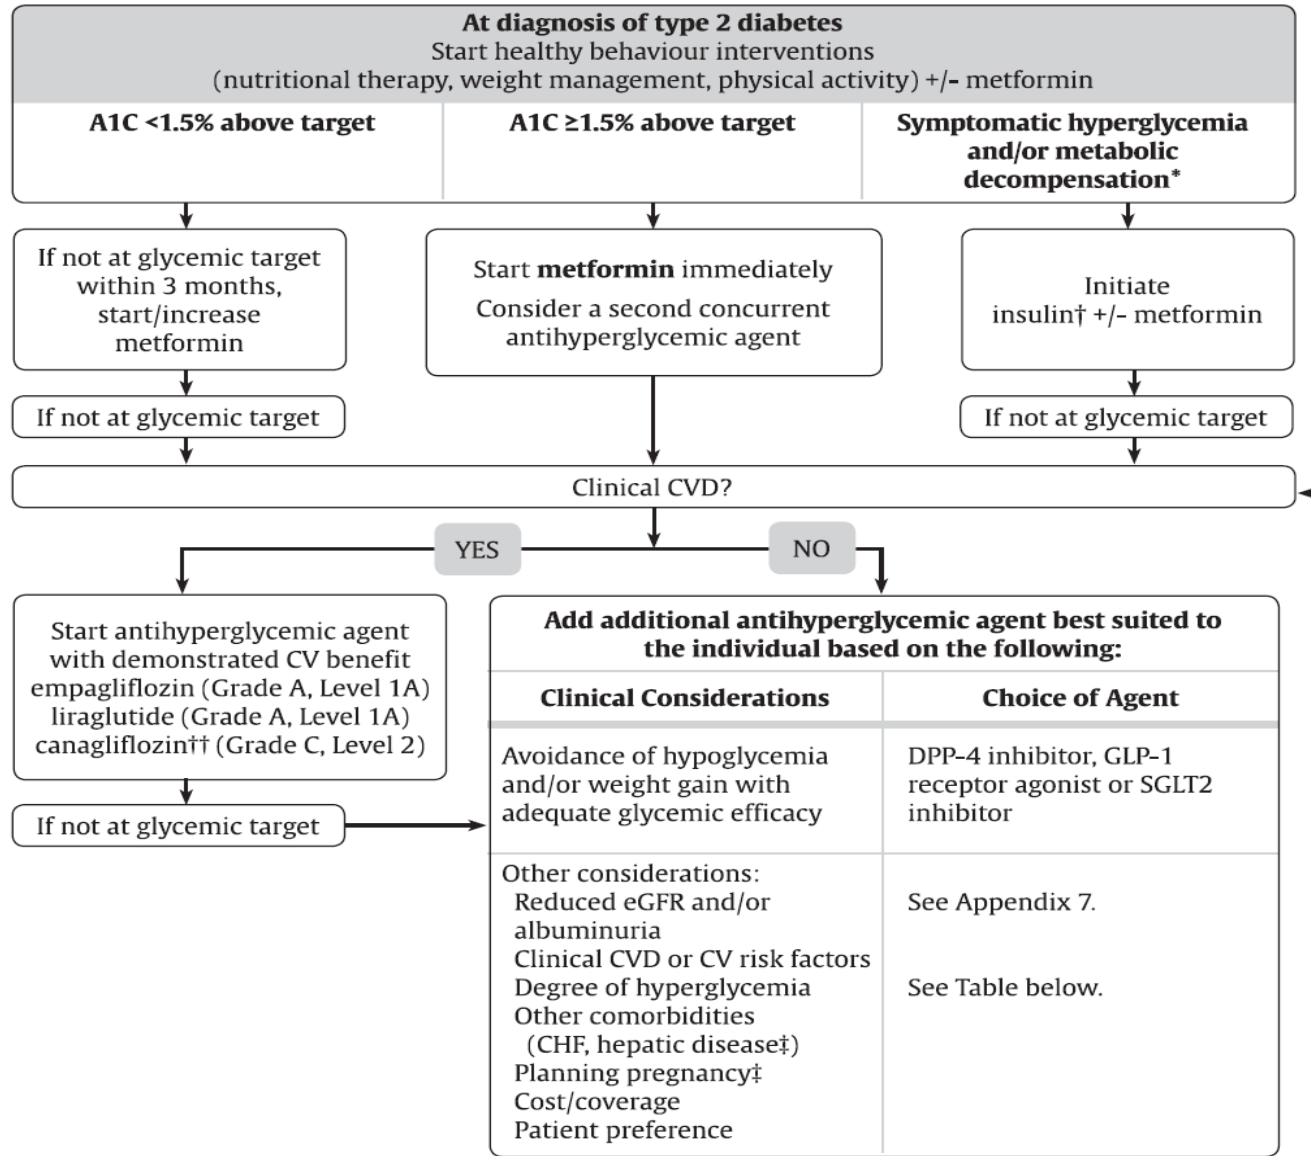 At diagnosis of type 2 diabetes
Start healthy behaviour interventions
(nutritional therapy, weight management, physical activity) +/- metformin
A1C <1.5% above target
A1C ≥1.5% above target
Symptomatic hyperglycemia
and/or metabolic
decompensation*
If not at glycemic target
within 3 months,
start/increase
metformin
Start metformin immediately
Consider a second concurrent
antihyperglycemic agent
Initiate
insulin† +/- metformin
If not at glycemic target
If not at glycemic target
Clinical CVD?
YES
NO
Start antihyperglycemic agent
with demonstrated CV benefit
empagliflozin (Grade A, Level 1A)
liraglutide (Grade A, Level 1A)
canagliflozin†† (Grade C, Level 2)
If not at glycemic target
Add additional antihyperglycemic agent best suited to
the individual based on the following:
Clinical Considerations
Choice of Agent
Avoidance of hypoglycemia
and/or weight gain with
adequate glycemic efficacy
DPP-4 inhibitor, GLP-1
receptor agonist or SGLT2
inhibitor
Other considerations:
Reduced eGFR and/or
albuminuria
See Appendix 7.
Clinical CVD or CV risk factors
Degree of hyperglycemia
See Table below.
Other comorbidities
(CHF, hepatic disease‡)
Planning pregnancy‡
Cost/coverage
Patient preference